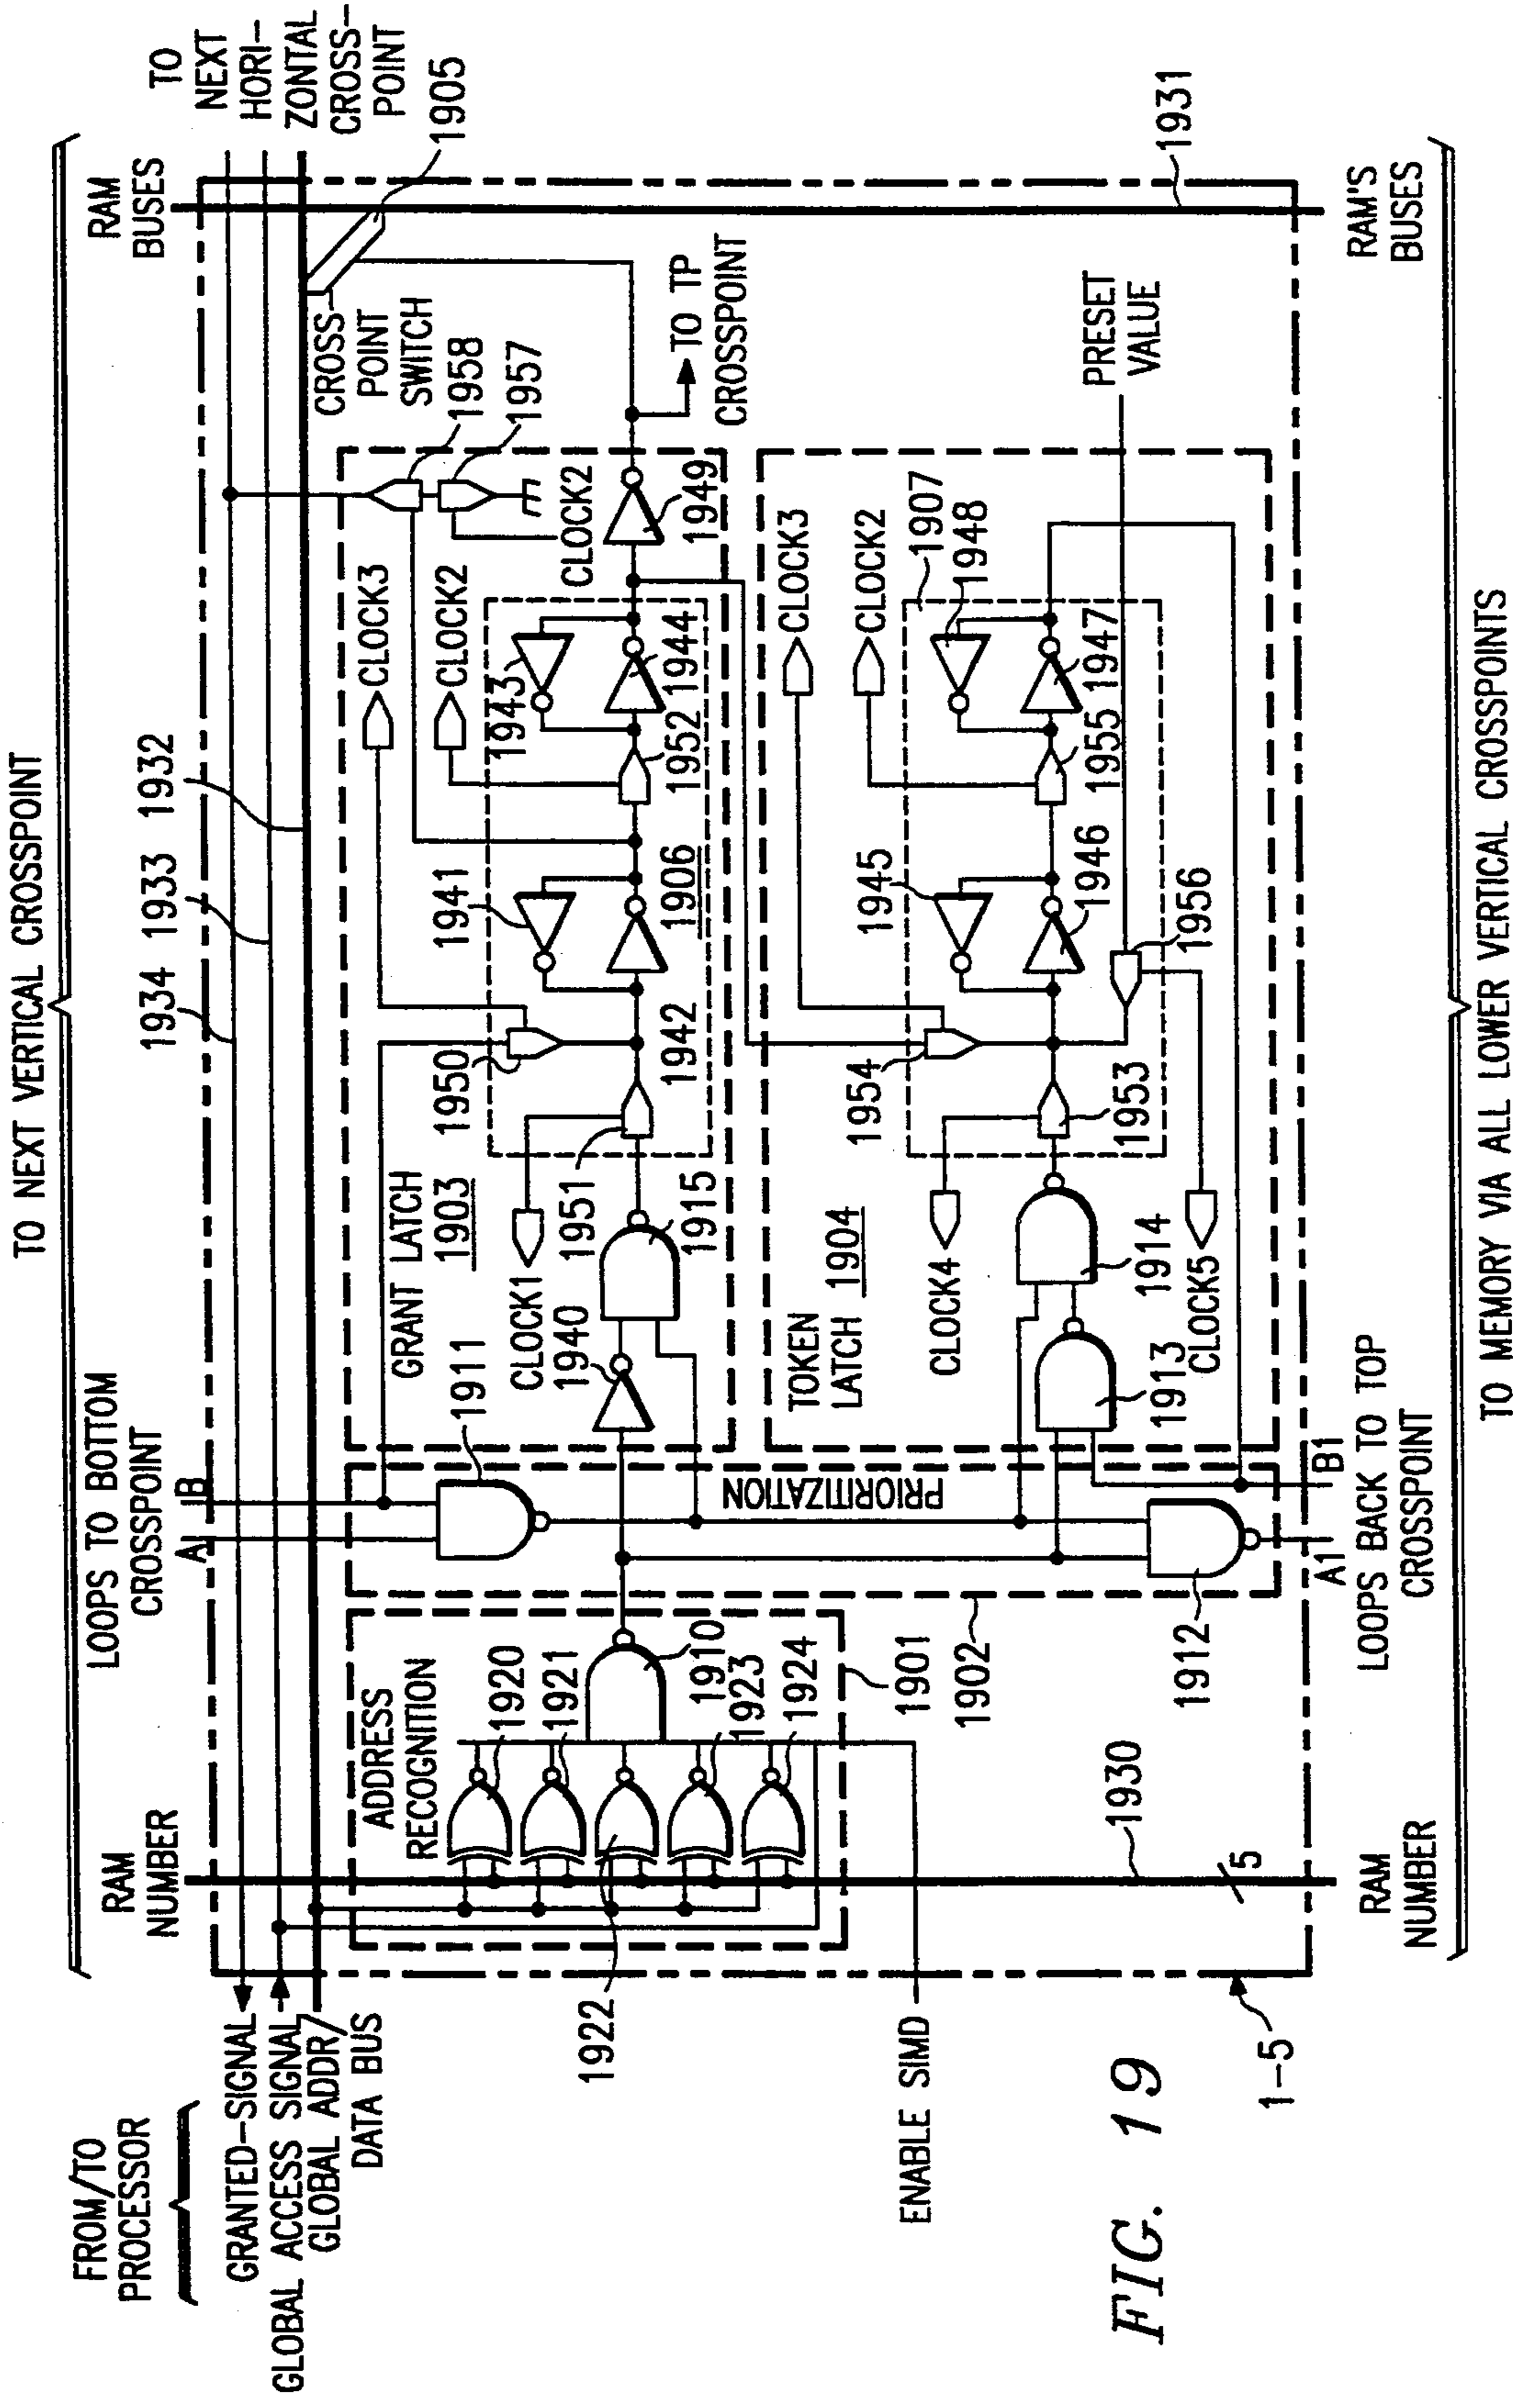 TO NEXT VERTICAL CROSSPOINT
FROM/TO
PROCESSOR
GRANTED-SIGNAL
GLOBAL ACCESS SIGNAL
GLOBAL ADDR/
DATA BUS
RAM
NUMBER
LOOPS TO BOTTOM
CROSSPOINT
A
B
1934
1933
1932
RAM
BUSES
TO
NEXT
HORI-
ZONTAL
CROSS-
POINT
1905
CROSS-
POINT
SWITCH
1958
1957
CLOCK2
ADDRESS
RECOGNITION
1920
1921
1910
1923
1924
1922
1901
1902
1911
PRIORITIZATION
1912
GRANT LATCH
1903
CLOCK1
1940
1951
1915
1950
1942
1941
1906
CLOCK3
CLOCK2
1943
1944
1952
1949
TO TP
CROSSPOINT
TOKEN
LATCH 1904
CLOCK4
1913
1914
CLOCK5
1954
1953
1945
1946
1956
CLOCK3
CLOCK2
1907
1948
1947
1955
PRESET
VALUE
1931
ENABLE SIMD
1930
5
1-5
RAM
NUMBER
A1
B1
LOOPS BACK TO TOP
CROSSPOINT
RAM'S
BUSES
TO MEMORY VIA ALL LOWER VERTICAL CROSSPOINTS
FIG. 19